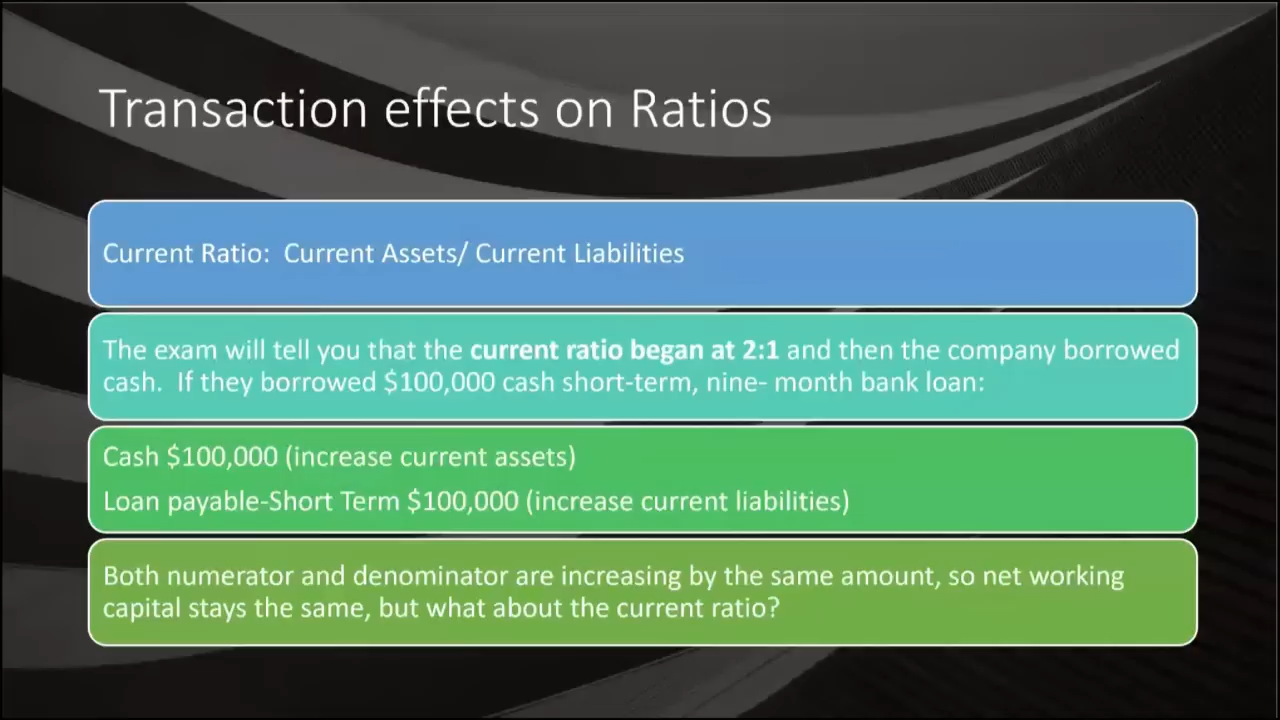 Transaction effects on Ratios
Current Ratio:  Current Assets/ Current Liabilities
The exam will tell you that the current ratio began at 2:1 and then the company borrowed
cash.  If they borrowed $100,000 cash short-term, nine- month bank loan:
Cash $100,000 (increase current assets)
Loan payable-Short Term $100,000 (increase current liabilities)
Both numerator and denominator are increasing by the same amount, so net working
capital stays the same, but what about the current ratio?